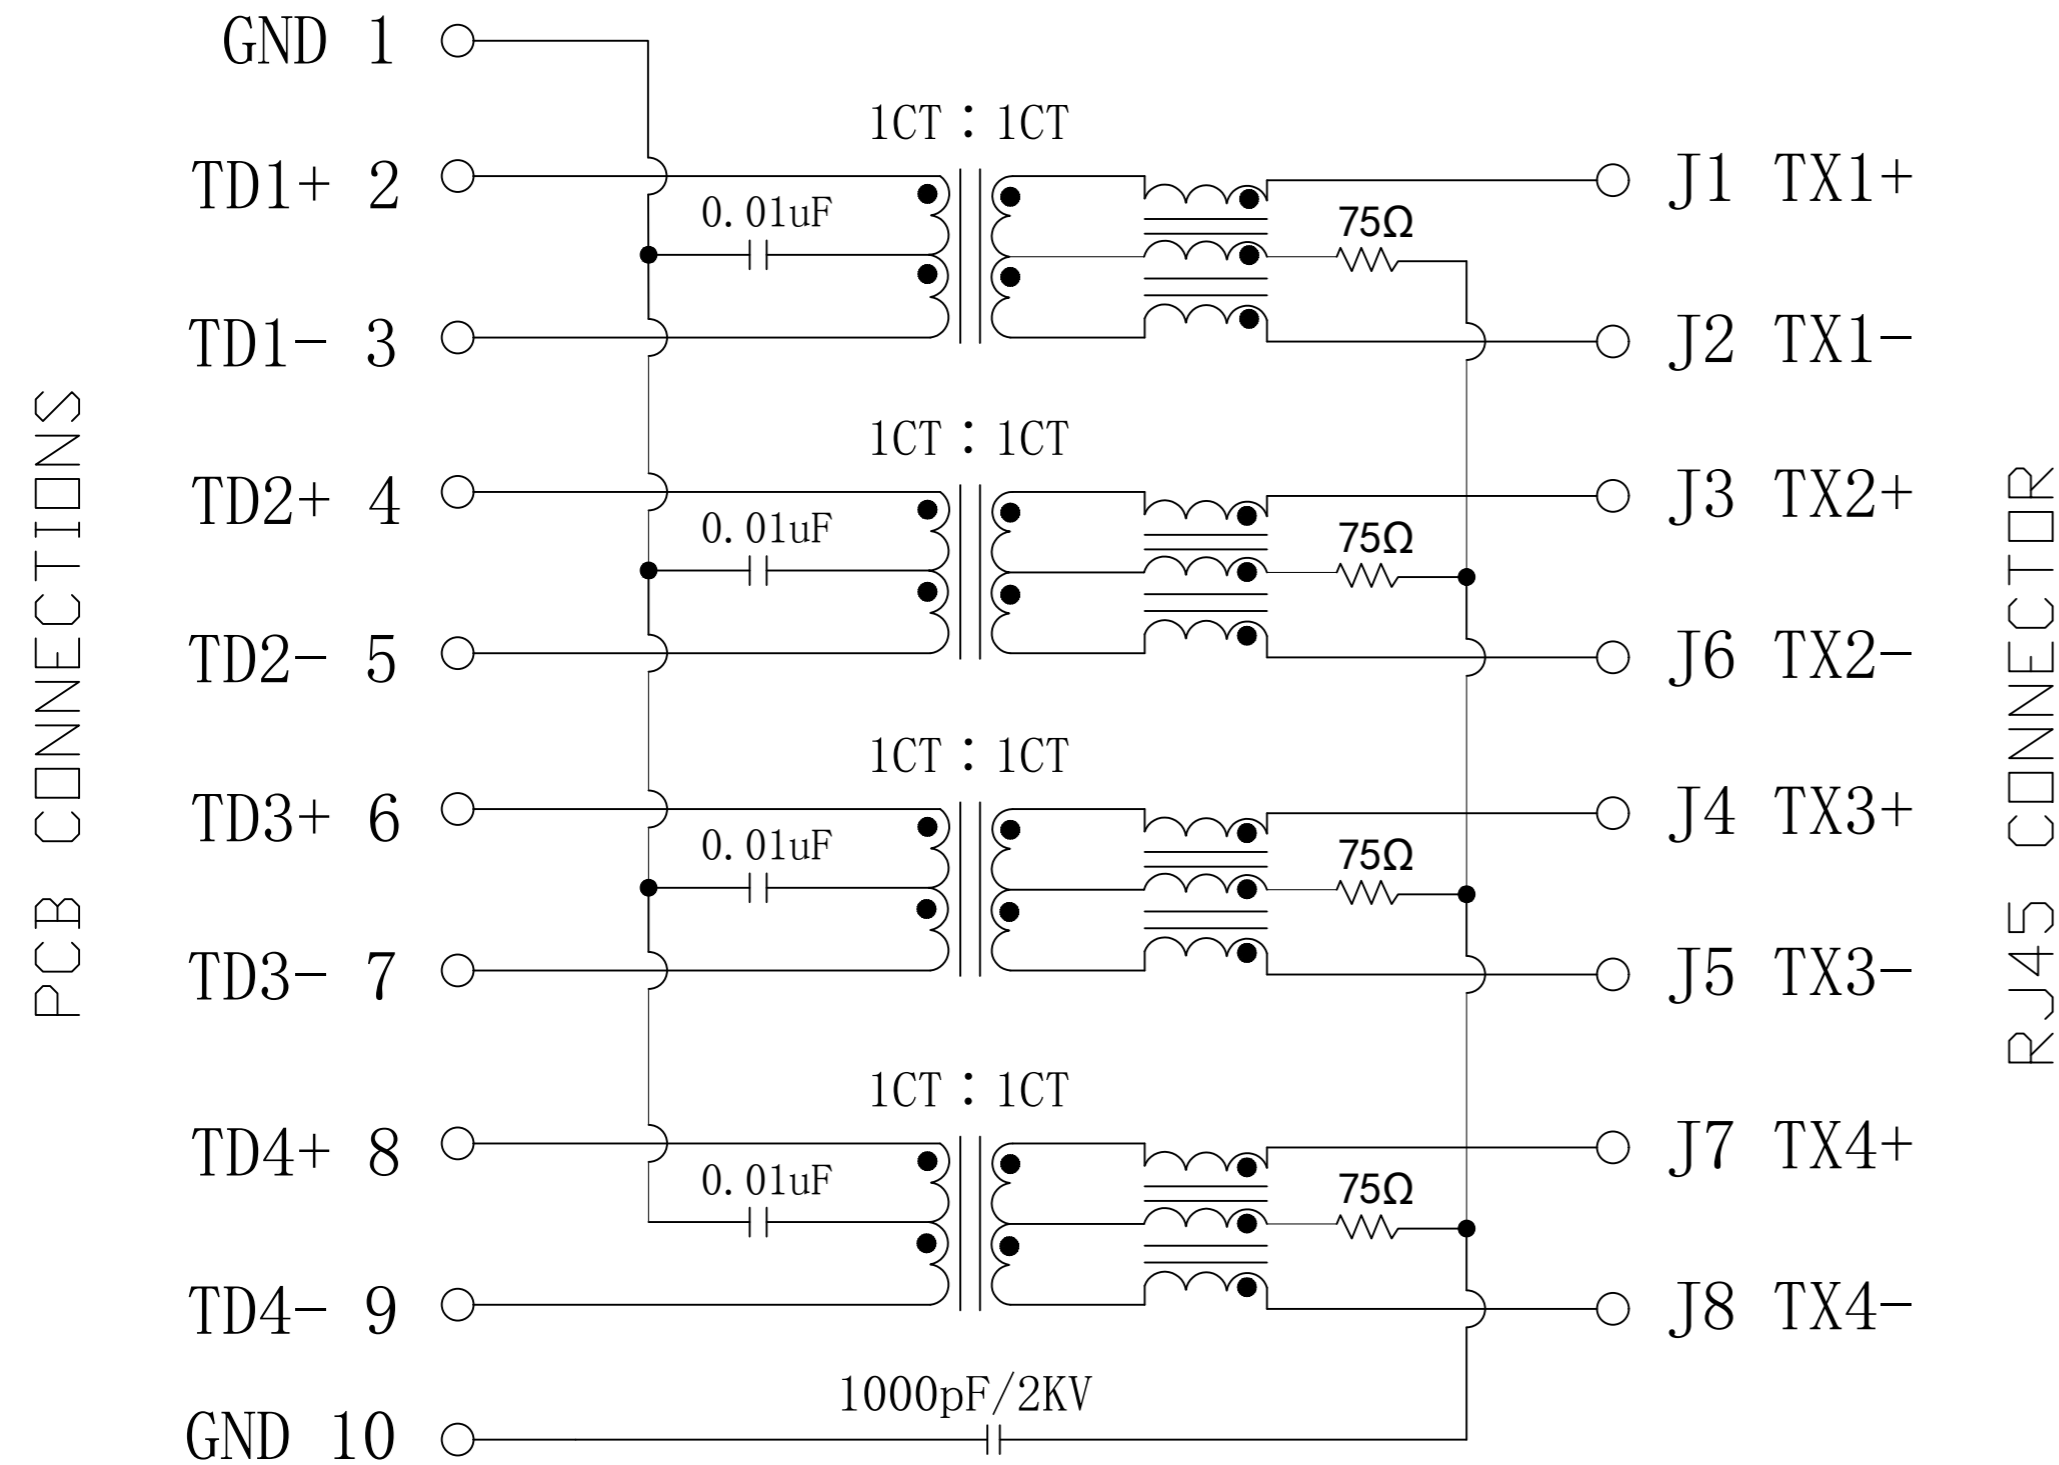 GND 1
1CT : 1CT
TD1+ 2
0.01uF
75Ω
J1 TX1+
TD1- 3
J2 TX1-
1CT : 1CT
TD2+ 4
0.01uF
75Ω
J3 TX2+
TD2- 5
J6 TX2-
PCB CONNECTIONS
RJ45 CONNECTOR
1CT : 1CT
TD3+ 6
0.01uF
75Ω
J4 TX3+
TD3- 7
J5 TX3-
1CT : 1CT
TD4+ 8
0.01uF
75Ω
J7 TX4+
TD4- 9
J8 TX4-
1000pF/2KV
GND 10